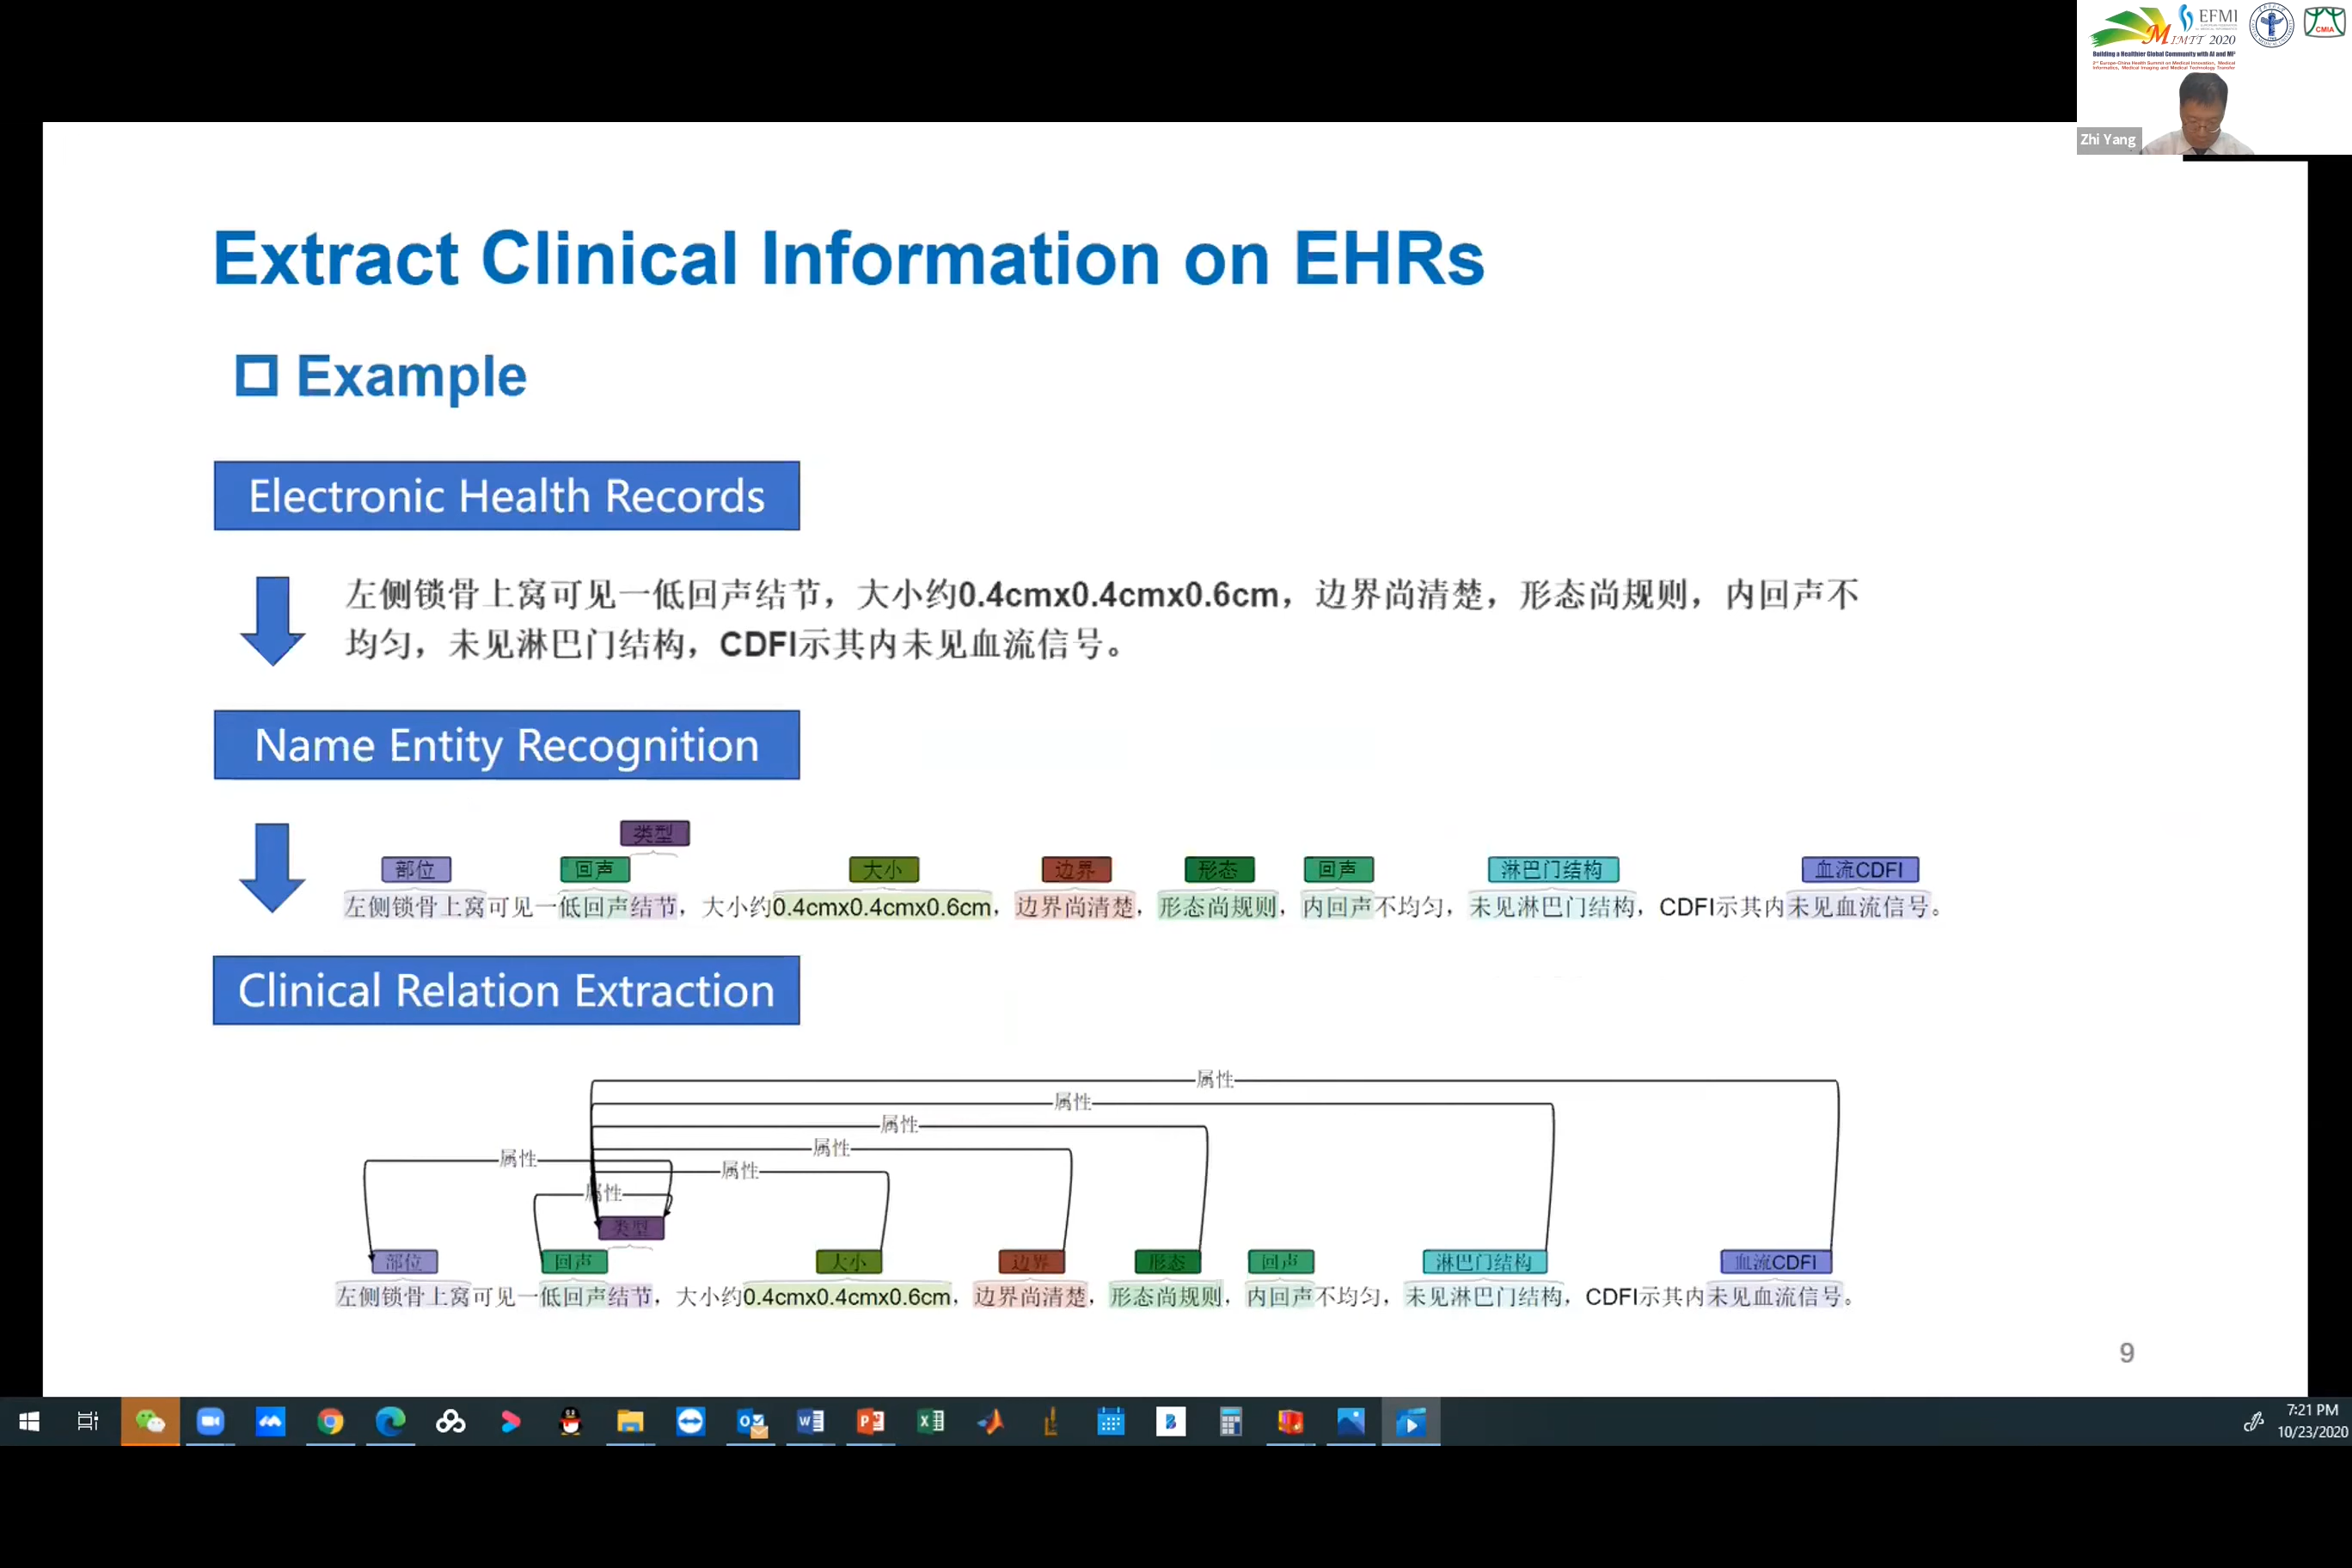 EFMI
MIMTT 2020
CMIA
Building a Healthier Global Community with AI and MI²
Zhi Yang
Extract Clinical Information on EHRs
Example
Electronic Health Records
左侧锁骨上窝可见一低回声结节，大小约0.4cmx0.4cmx0.6cm，边界尚清楚，形态尚规则，内回声不
均匀，未见淋巴门结构，CDFI示其内未见血流信号。
Name Entity Recognition
类型
部位 回声 大小 边界 形态 回声 淋巴门结构 血流CDFI
左侧锁骨上窝可见一低回声结节，大小约0.4cmx0.4cmx0.6cm，边界尚清楚，形态尚规则，内回声不均匀，未见淋巴门结构，CDFI示其内未见血流信号。
Clinical Relation Extraction
属性
属性
属性
属性
属性
属性
属性
类型
部位 回声 大小 边界 形态 回声 淋巴门结构 血流CDFI
左侧锁骨上窝可见一低回声结节，大小约0.4cmx0.4cmx0.6cm，边界尚清楚，形态尚规则，内回声不均匀，未见淋巴门结构，CDFI示其内未见血流信号。
9
7:21 PM
10/23/2020